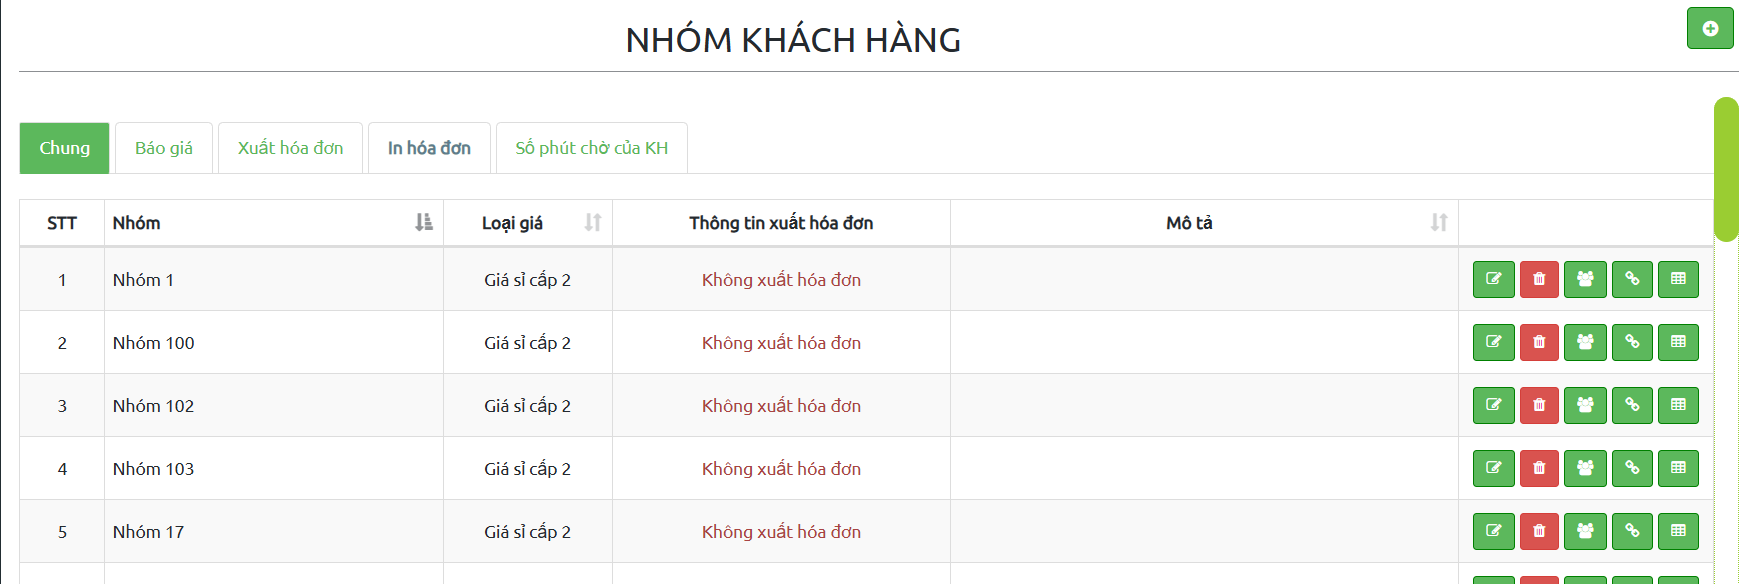 NHÓM KHÁCH HÀNG
Chung Báo giá Xuất hóa đơn In hóa đơn Số phút chờ của KH
STT Nhóm Loại giá Thông tin xuất hóa đơn Mô tả
1 Nhóm 1 Giá sỉ cấp 2 Không xuất hóa đơn
2 Nhóm 100 Giá sỉ cấp 2 Không xuất hóa đơn
3 Nhóm 102 Giá sỉ cấp 2 Không xuất hóa đơn
4 Nhóm 103 Giá sỉ cấp 2 Không xuất hóa đơn
5 Nhóm 17 Giá sỉ cấp 2 Không xuất hóa đơn